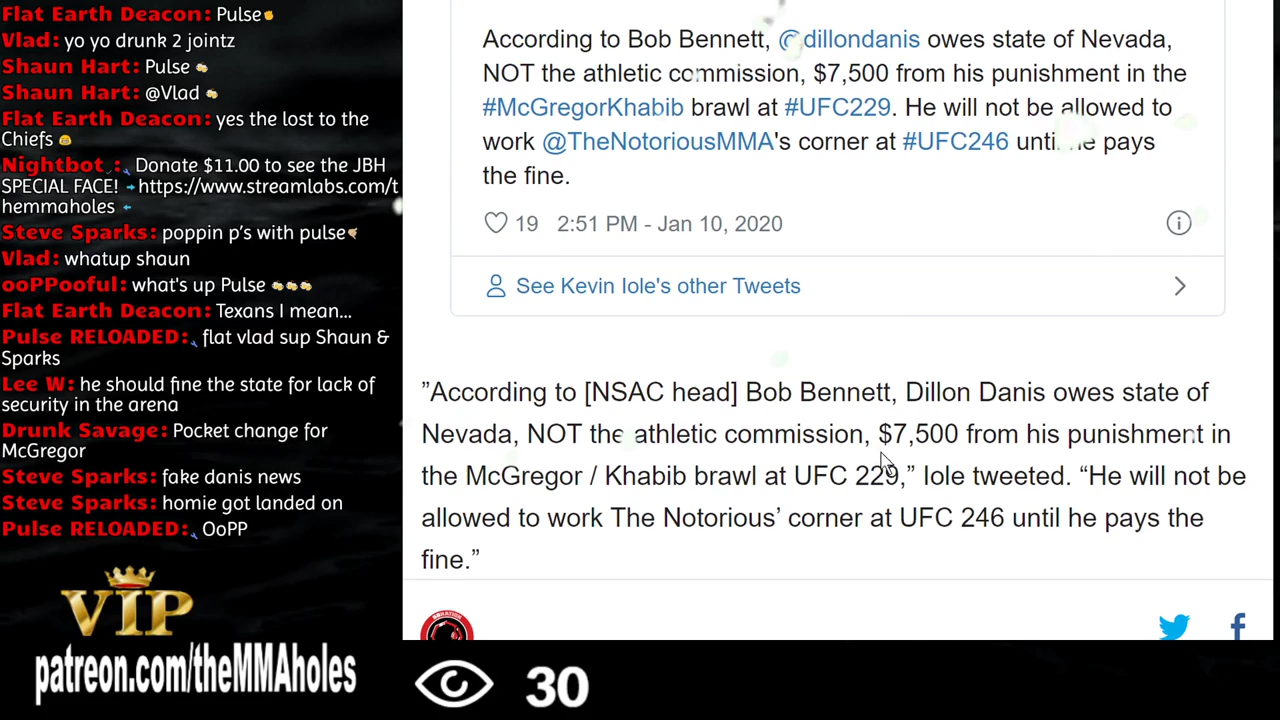 Flat Earth Deacon: Pulse
Vlad: yo yo drunk 2 jointz
Shaun Hart: Pulse
Shaun Hart: @Vlad
Flat Earth Deacon: yes the lost to the
Chiefs
Nightbot : Donate $11.00 to see the JBH
SPECIAL FACE! https://www.streamlabs.com/t
hemmaholes
Steve Sparks: poppin p’s with pulse
Vlad: whatup shaun
ooPPooful: what's up Pulse
Flat Earth Deacon: Texans I mean...
Pulse RELOADED: flat vlad sup Shaun &
Sparks
Lee W: he should fine the state for lack of
security in the arena
Drunk Savage: Pocket change for
McGregor
Steve Sparks: fake danis news
Steve Sparks: homie got landed on
Pulse RELOADED: OoPP
VIP
patreon.com/theMMAholes
According to Bob Bennett, @dillondanis owes state of Nevada,
NOT the athletic commission, $7,500 from his punishment in the
#McGregorKhabib brawl at #UFC229. He will not be allowed to
work @TheNotoriousMMA's corner at #UFC246 until he pays
the fine.
19 2:51 PM - Jan 10, 2020
See Kevin Iole's other Tweets
”According to [NSAC head] Bob Bennett, Dillon Danis owes state of
Nevada, NOT the athletic commission, $7,500 from his punishment in
the McGregor / Khabib brawl at UFC 229,” Iole tweeted. “He will not be
allowed to work The Notorious’ corner at UFC 246 until he pays the
fine.”
30